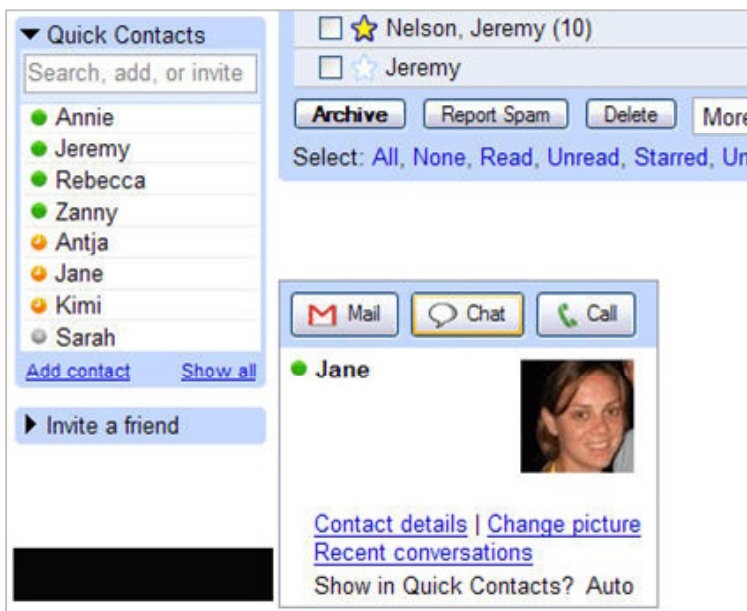 Quick Contacts
Search, add, or invite
Annie
Jeremy
Rebecca
Zanny
Antja
Jane
Kimi
Sarah
Add contact Show all
Invite a friend
Nelson, Jeremy (10)
Jeremy
Archive Report Spam Delete More
Select: All, None, Read, Unread, Starred,
Mail Chat Call
Jane
Contact details | Change picture
Recent conversations
Show in Quick Contacts? Auto